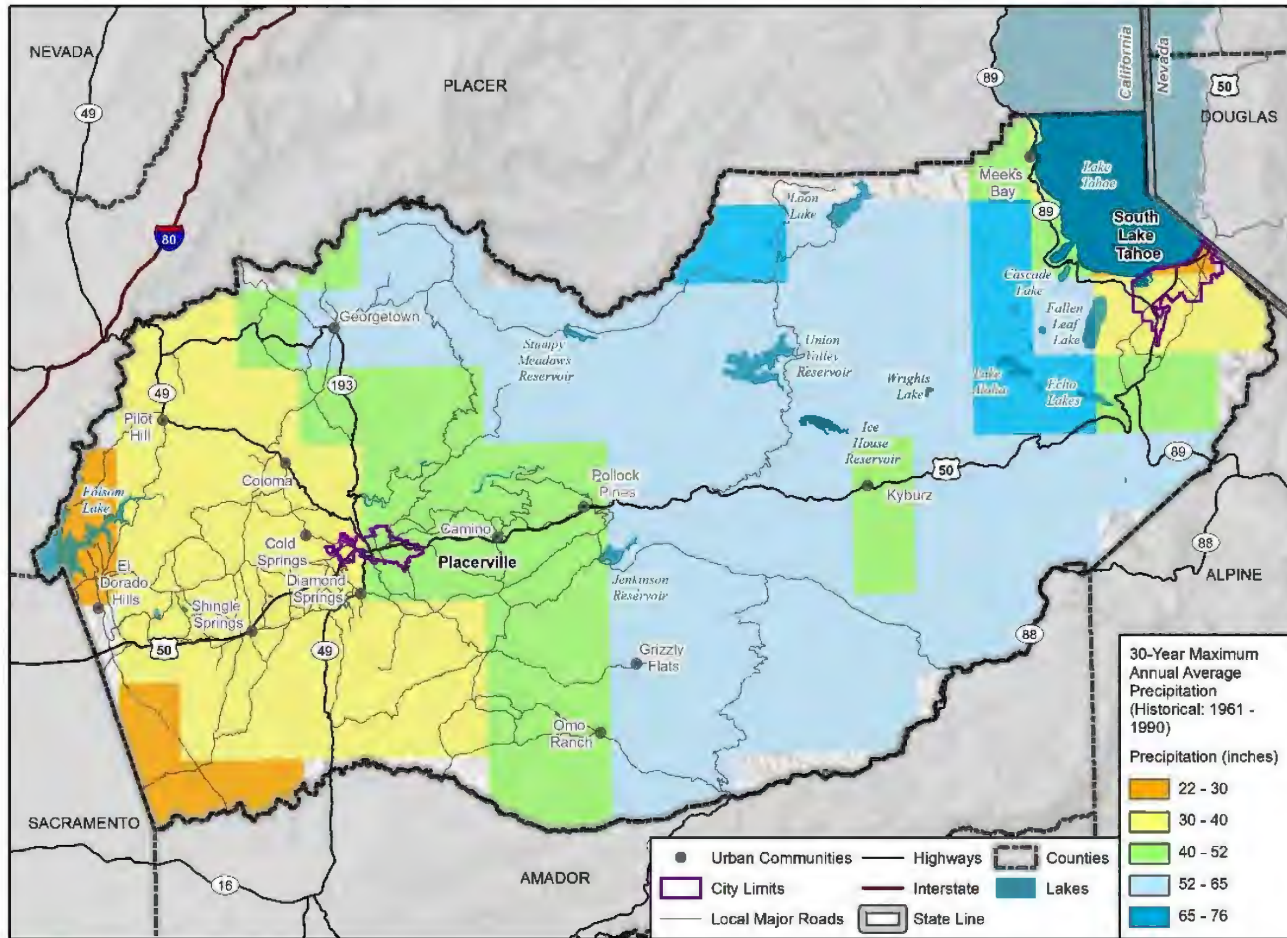 NEVADA
PLACER
89
California
Nevada
50
DOUGLAS
49
80
Meeks
Bay
Lake
Tahoe
89
South
Lake
Tahoe
Loon
Lake
Cascade
Lake
Fallen
Leaf
Lake
Georgetown
Stumpy
Meadows
Reservoir
Union
Valley
Reservoir
Wrights
Lake
Lake
Aloha
Echo
Lakes
49
193
Pilot
Hill
Ice
House
Reservoir
50
89
Coloma
Folsom
Lake
Pollock
Pines
Kyburz
Camino
Cold
Springs
Placerville
88
El
Dorado
Hills
Diamond
Springs
Jenkinson
Reservoir
ALPINE
Shingle
Springs
50
49
88
Grizzly
Flats
Omo
Ranch
SACRAMENTO
AMADOR
16
30-Year Maximum
Annual Average
Precipitation
(Historical: 1961 -
1990)
Precipitation (inches)
22 - 30
30 - 40
40 - 52
52 - 65
65 - 76
Urban Communities
Highways
Counties
City Limits
Interstate
Lakes
Local Major Roads
State Line